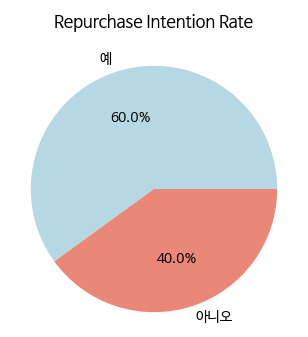 Repurchase Intention Rate
예
60.0%
40.0%
아니오